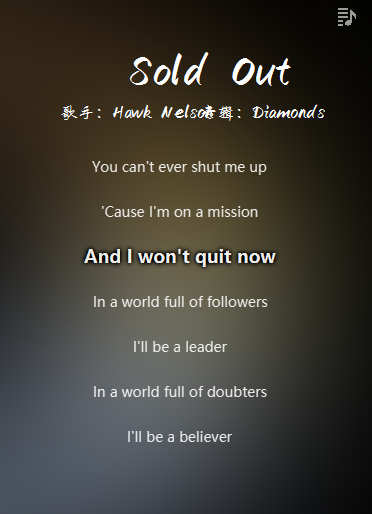 Sold Out
歌手：Hawk Nelson专辑：Diamonds
You can't ever shut me up
'Cause I'm on a mission
And I won't quit now
In a world full of followers
I'll be a leader
In a world full of doubters
I'll be a believer